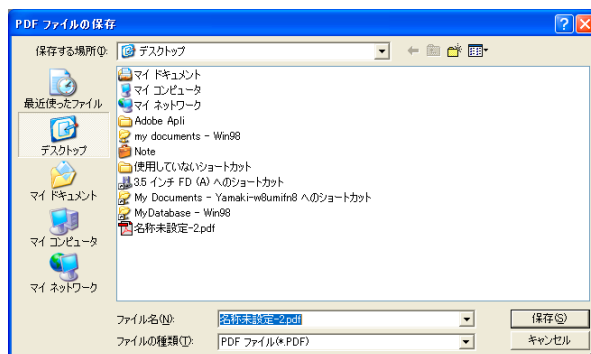 PDF ファイルの保存
保存する場所(I):
デスクトップ
最近使ったファイル
デスクトップ
マイ ドキュメント
マイ コンピュータ
マイ ネットワーク
マイ ドキュメント
マイ コンピュータ
マイ ネットワーク
Adobe Apli
my documents - Win98
Note
使用していないショートカット
3.5 インチ FD (A) へのショートカット
My Documents - Yamaki-w8umifn8 へのショートカット
MyDatabase - Win98
名称未設定-2.pdf
ファイル名(N):
名称未設定-2.pdf
保存(S)
ファイルの種類(T):
PDF ファイル(*.PDF)
キャンセル